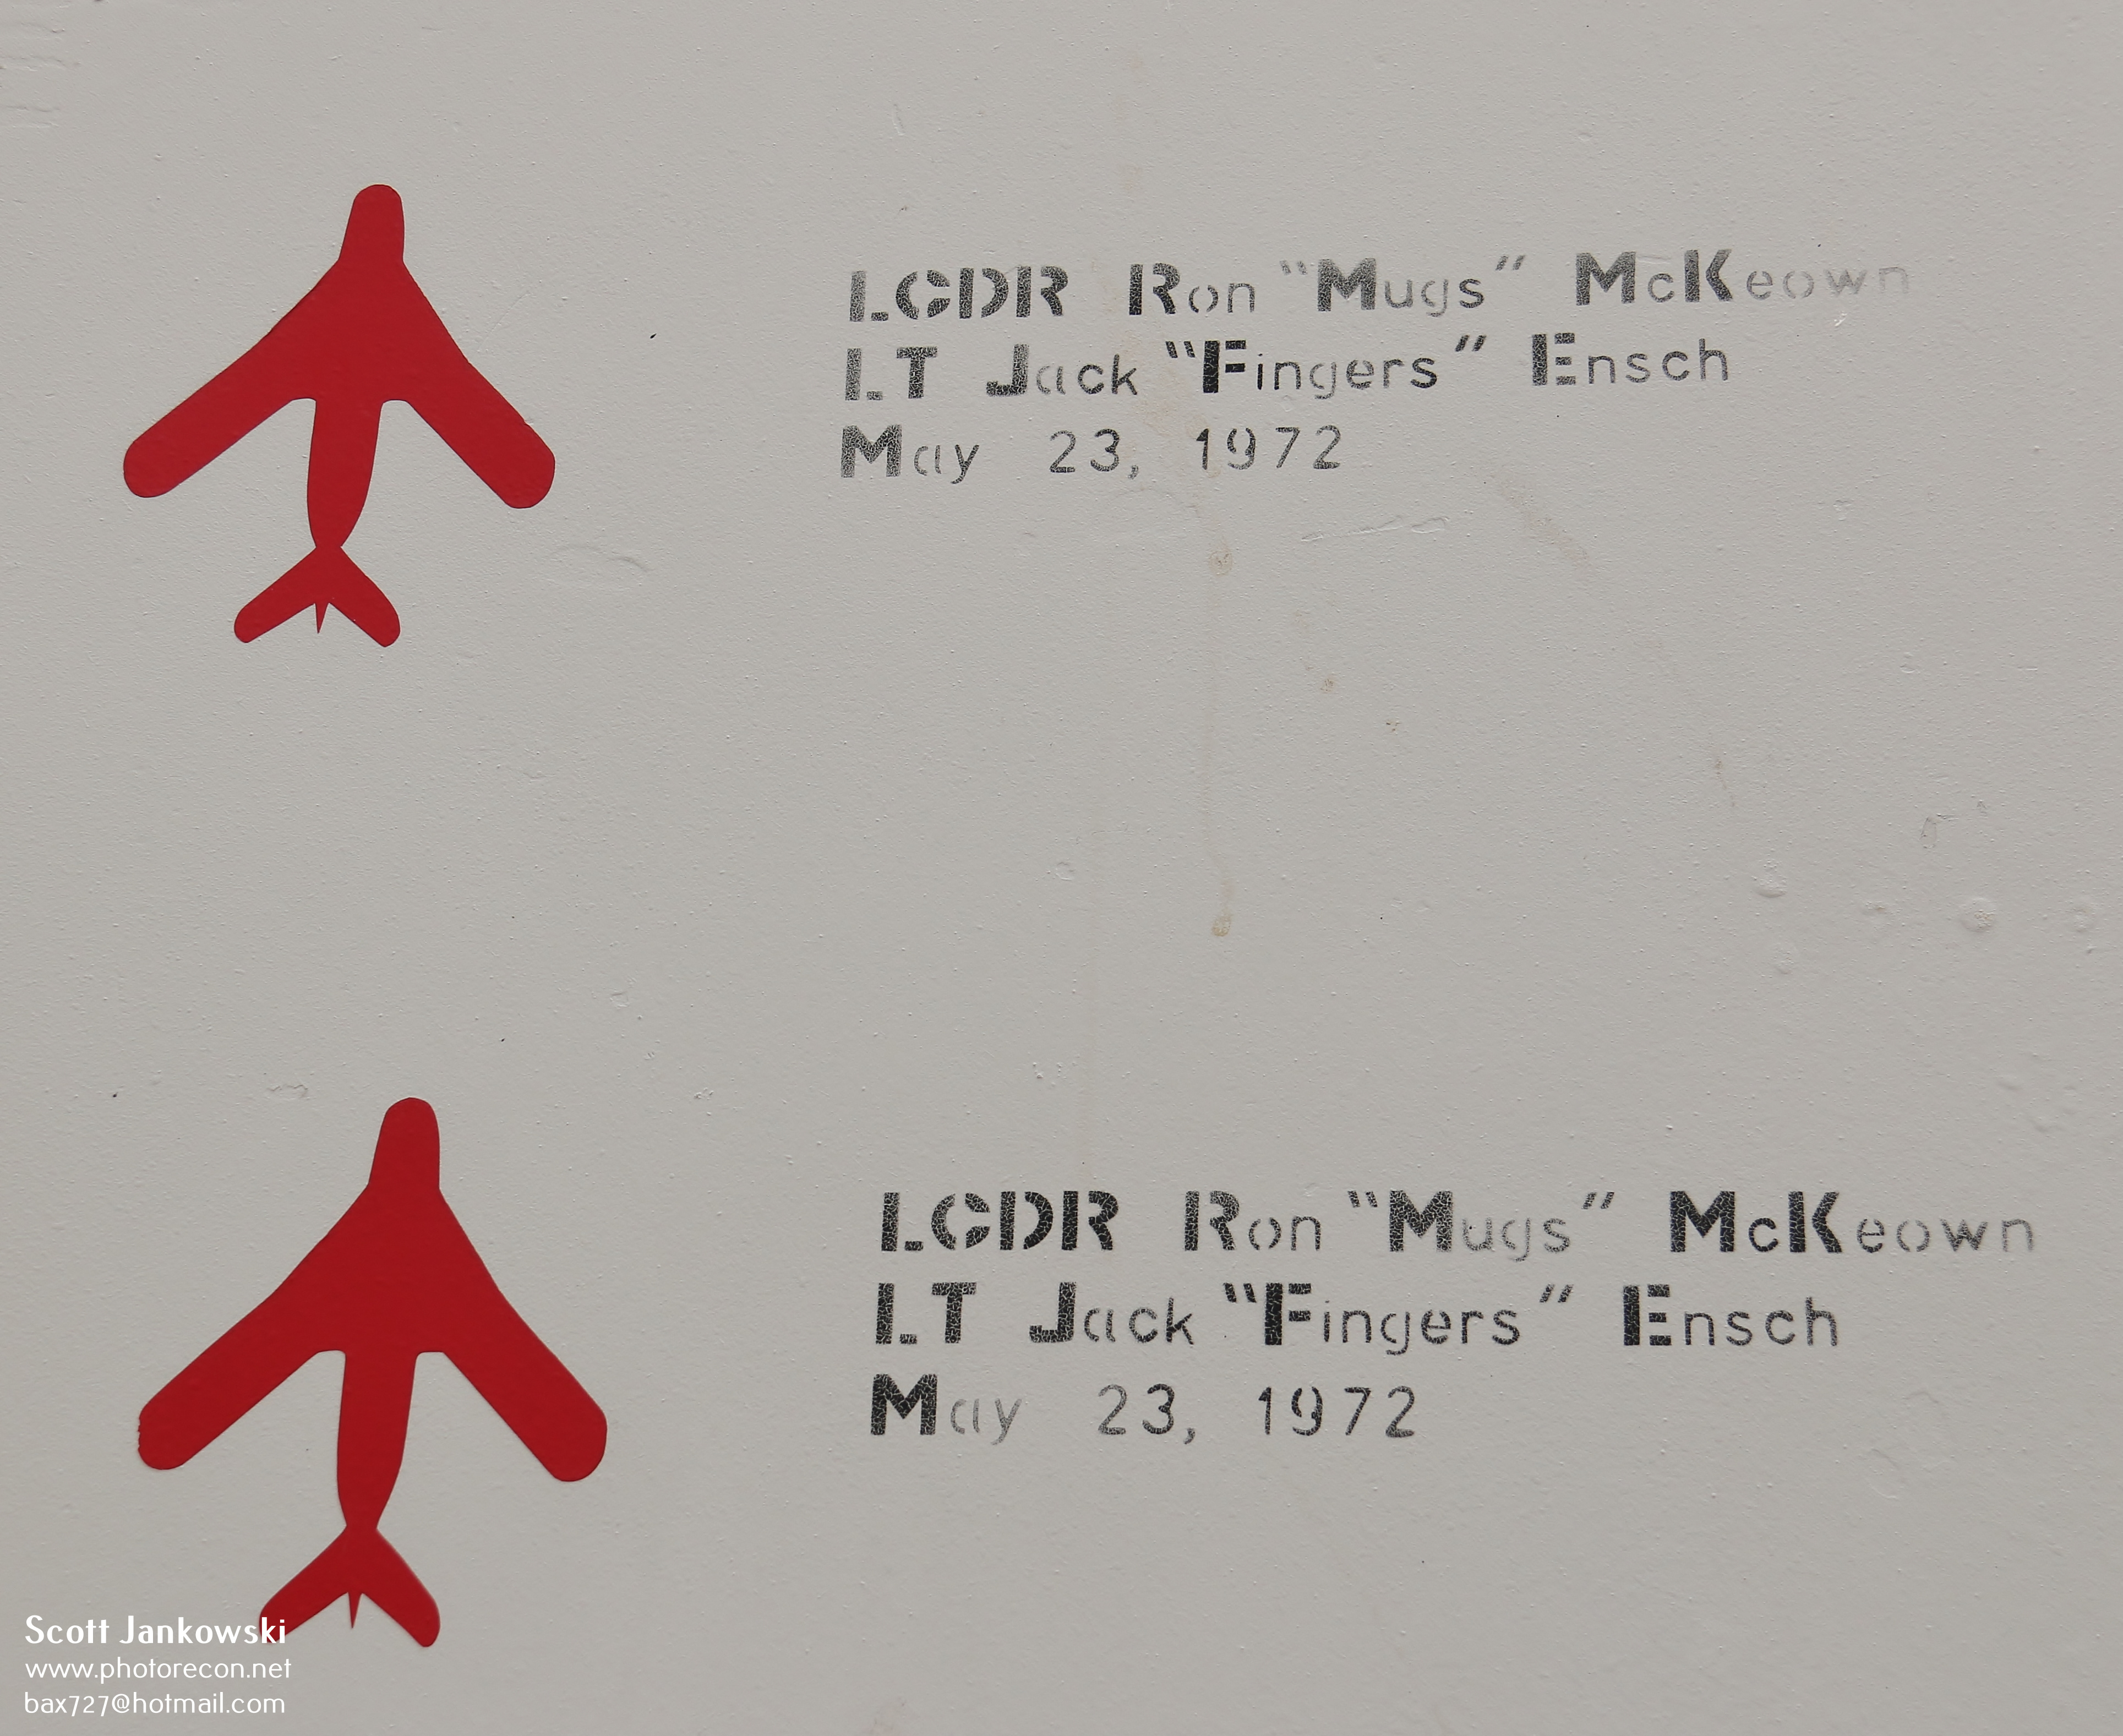 LCDR Ron "Mugs" McKeown
LT Jack "Fingers" Ensch
May 23, 1972
LCDR Ron "Mugs" McKeown
LT Jack "Fingers" Ensch
May 23, 1972
Scott Jankowski
www.photorecon.net
bax727@hotmail.com